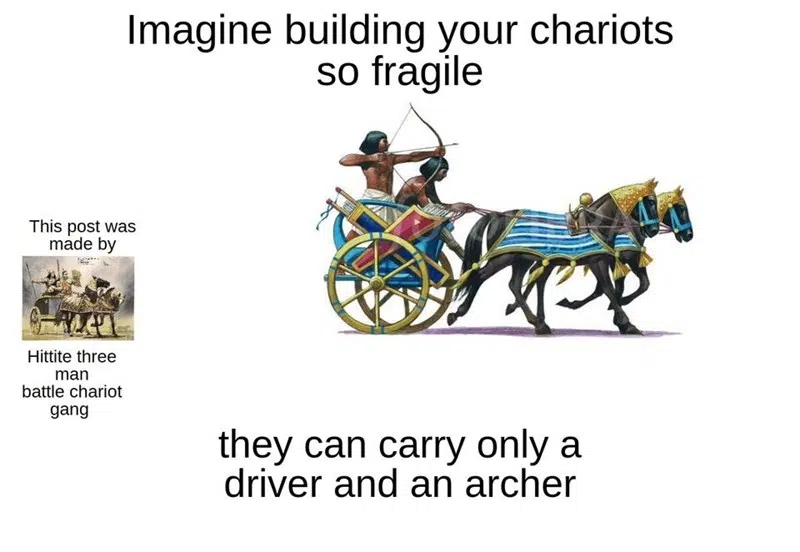 Imagine building your chariots
so fragile
This post was
made by
Hittite three
man
battle chariot
gang
they can carry only a
driver and an archer